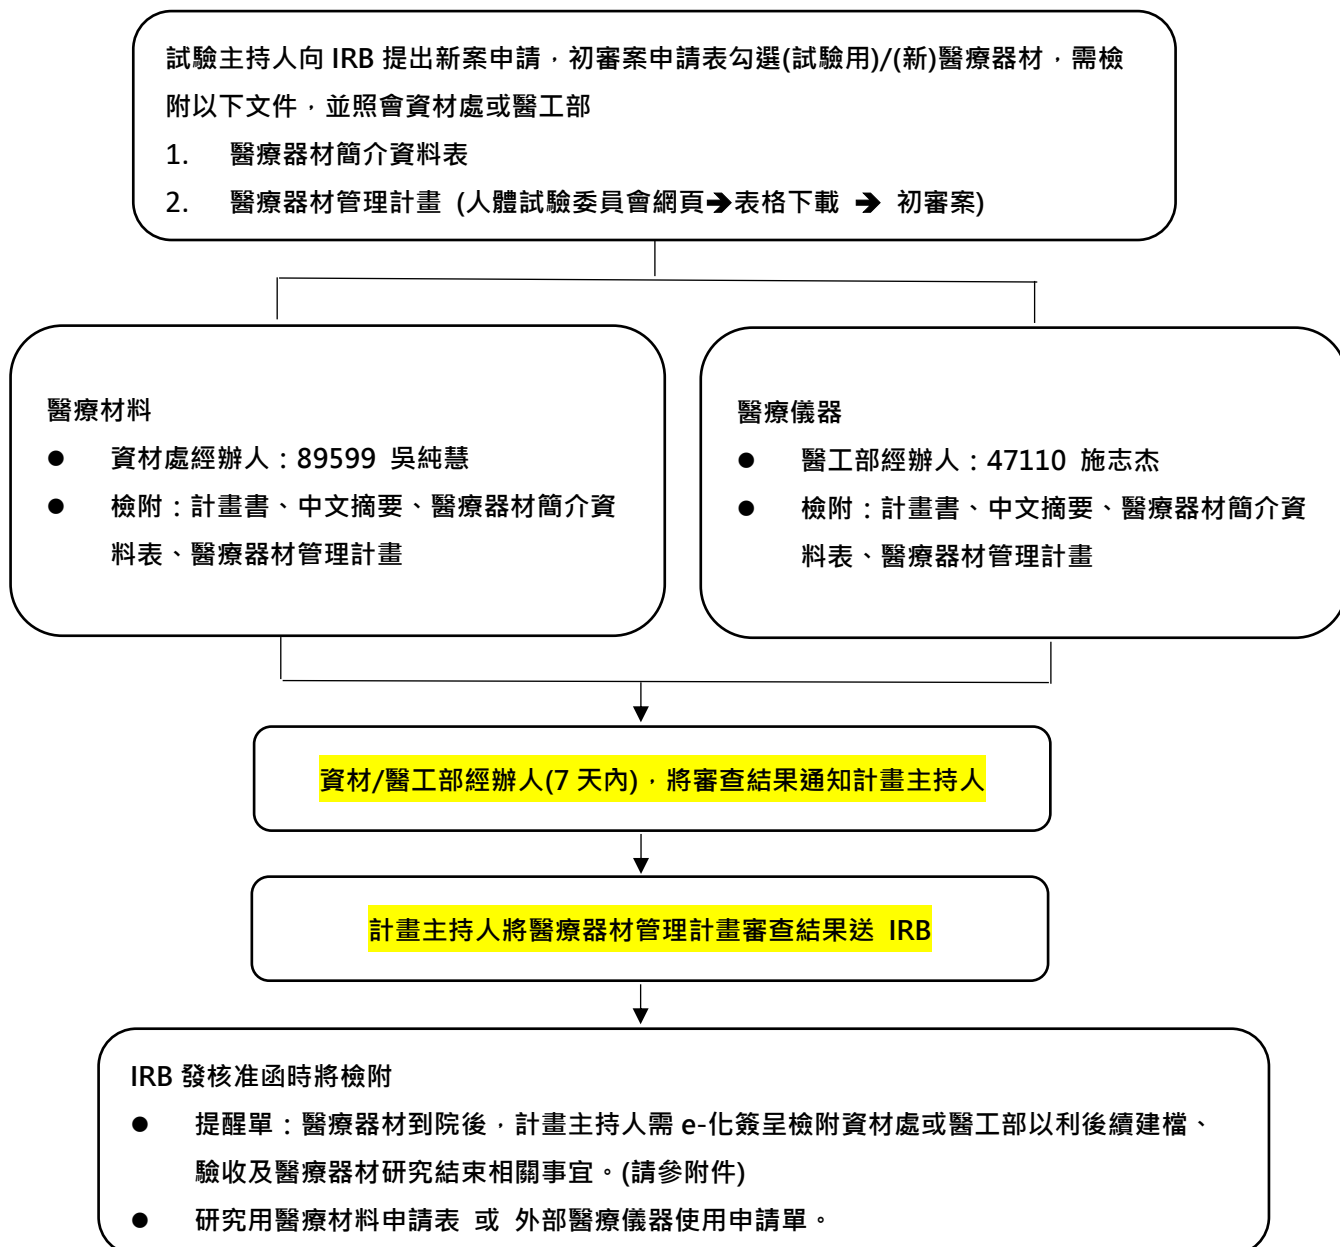 試驗主持人向 IRB 提出新案申請，初審案申請表勾選(試驗用)/(新)醫療器材，需檢
附以下文件，並照會資材處或醫工部
1. 醫療器材簡介資料表
2. 醫療器材管理計畫 (人體試驗委員會網頁➔表格下載 ➔ 初審案)
醫療材料
● 資材處經辦人：89599 吳純慧
● 檢附：計畫書、中文摘要、醫療器材簡介資
料表、醫療器材管理計畫
醫療儀器
● 醫工部經辦人：47110 施志杰
● 檢附：計畫書、中文摘要、醫療器材簡介資
料表、醫療器材管理計畫
資材/醫工部經辦人(7 天內)，將審查結果通知計畫主持人
計畫主持人將醫療器材管理計畫審查結果送 IRB
IRB 發核准函時將檢附
● 提醒單：醫療器材到院後，計畫主持人需 e-化簽呈檢附資材處或醫工部以利後續建檔、
驗收及醫療器材研究結束相關事宜。(請參附件)
● 研究用醫療材料申請表 或 外部醫療儀器使用申請單。